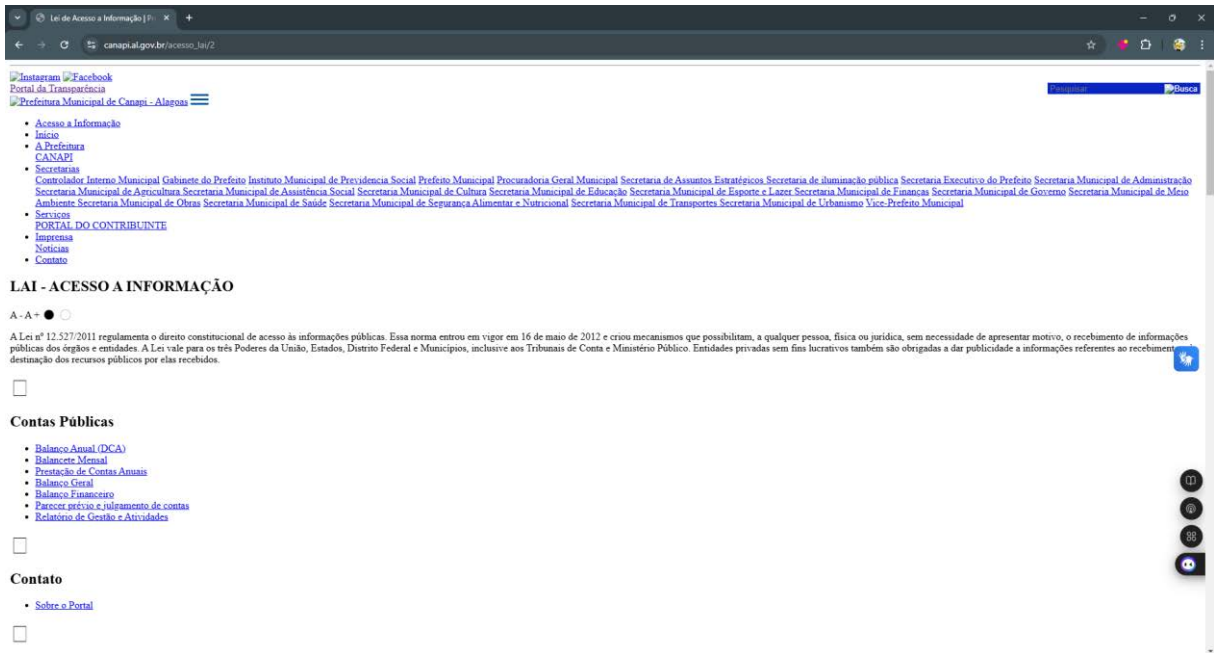 Lei de Acesso a Informação | P
canapi.al.gov.br/acesso_lai/2
Instagram Facebook
Portal da Transparência
Prefeitura Municipal de Canapi - Alagoas
Pesquisar Busca
Acesso a Informação
Início
A Prefeitura
CANAPI
Secretarias
Controlador Interno Municipal Gabinete do Prefeito Instituto Municipal de Previdencia Social Prefeito Municipal Procuradoria Geral Municipal Secretaria de Assuntos Estratégicos Secretaria de iluminação pública Secretaria Executivo do Prefeito Secretaria Municipal de Administração
Secretaria Municipal de Agricultura Secretaria Municipal de Assistência Social Secretaria Municipal de Cultura Secretaria Municipal de Educação Secretaria Municipal de Esporte e Lazer Secretaria Municipal de Finanças Secretaria Municipal de Governo Secretaria Municipal de Meio
Ambiente Secretaria Municipal de Obras Secretaria Municipal de Saúde Secretaria Municipal de Segurança Alimentar e Nutricional Secretaria Municipal de Transportes Secretaria Municipal de Urbanismo Vice-Prefeito Municipal
Serviços
PORTAL DO CONTRIBUINTE
Imprensa
Notícias
Contato
LAI - ACESSO A INFORMAÇÃO
A - A +
A Lei nº 12.527/2011 regulamenta o direito constitucional de acesso às informações públicas. Essa norma entrou em vigor em 16 de maio de 2012 e criou mecanismos que possibilitam, a qualquer pessoa, física ou jurídica, sem necessidade de apresentar motivo, o recebimento de informações
públicas dos órgãos e entidades. A Lei vale para os três Poderes da União, Estados, Distrito Federal e Municípios, inclusive aos Tribunais de Conta e Ministério Público. Entidades privadas sem fins lucrativos também são obrigadas a dar publicidade a informações referentes ao
destinação dos recursos públicos por elas recebidos.
Contas Públicas
Balanço Anual (DCA)
Balancete Mensal
Prestação de Contas Anuais
Balanço Geral
Balanço Financeiro
Parecer prévio e julgamento de contas
Relatório de Gestão e Atividades
Contato
Sobre o Portal